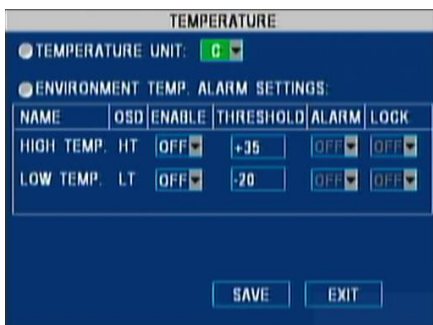 TEMPERATURE
TEMPERATURE UNIT: C
ENVIRONMENT TEMP. ALARM SETTINGS:
NAME OSD ENABLE THRESHOLD ALARM LOCK
HIGH TEMP. HT OFF +35 OFF OFF
LOW TEMP. LT OFF -20 OFF OFF
SAVE EXIT